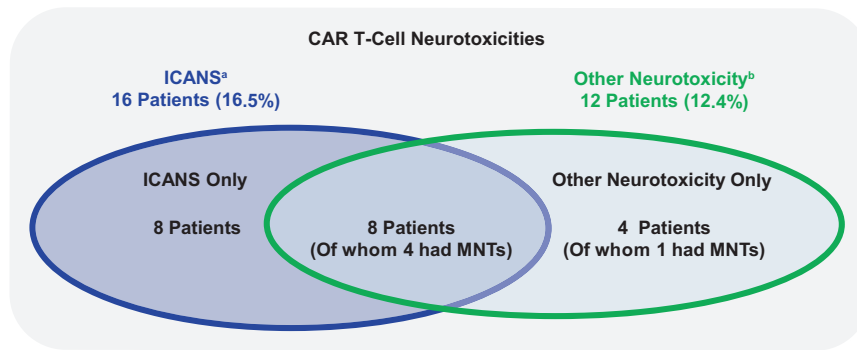 CAR T-Cell Neurotoxicities
ICANSᵃ
16 Patients (16.5%)
Other Neurotoxicityᵇ
12 Patients (12.4%)
ICANS Only
8 Patients
8 Patients
(Of whom 4 had MNTs)
Other Neurotoxicity Only
4 Patients
(Of whom 1 had MNTs)